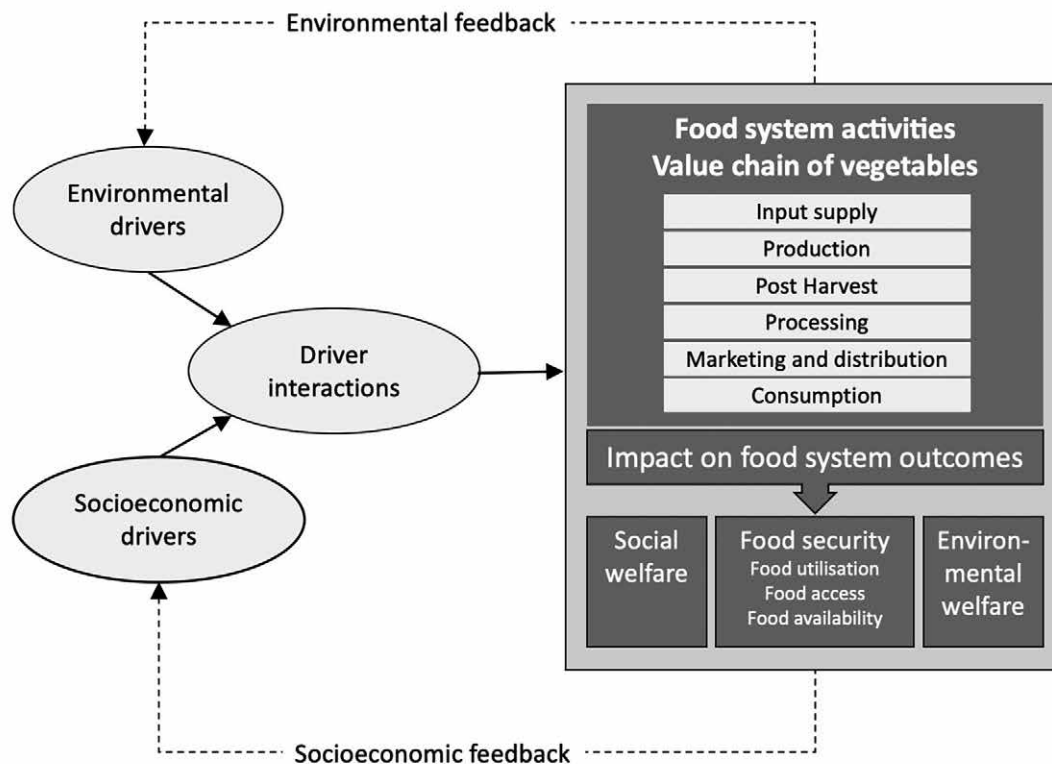 Environmental feedback
Environmental
drivers
Driver
interactions
Socioeconomic
drivers
Socioeconomic feedback
Food system activities
Value chain of vegetables
Input supply
Production
Post Harvest
Processing
Marketing and distribution
Consumption
Impact on food system outcomes
Social
welfare
Food security
Food utilisation
Food access
Food availability
Environ-
mental
welfare